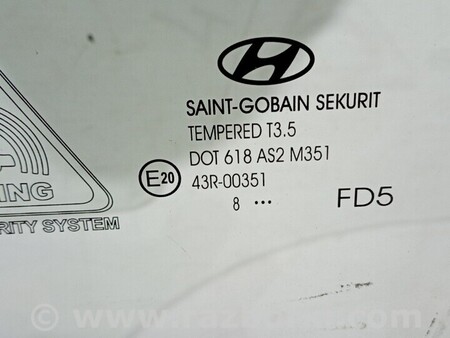 SAINT-GOBAIN SEKURIT
TEMPERED T3.5
DOT 618 AS2 M351
E20 43R-00351
8 ••• FD5
ING
RITY SYSTEM